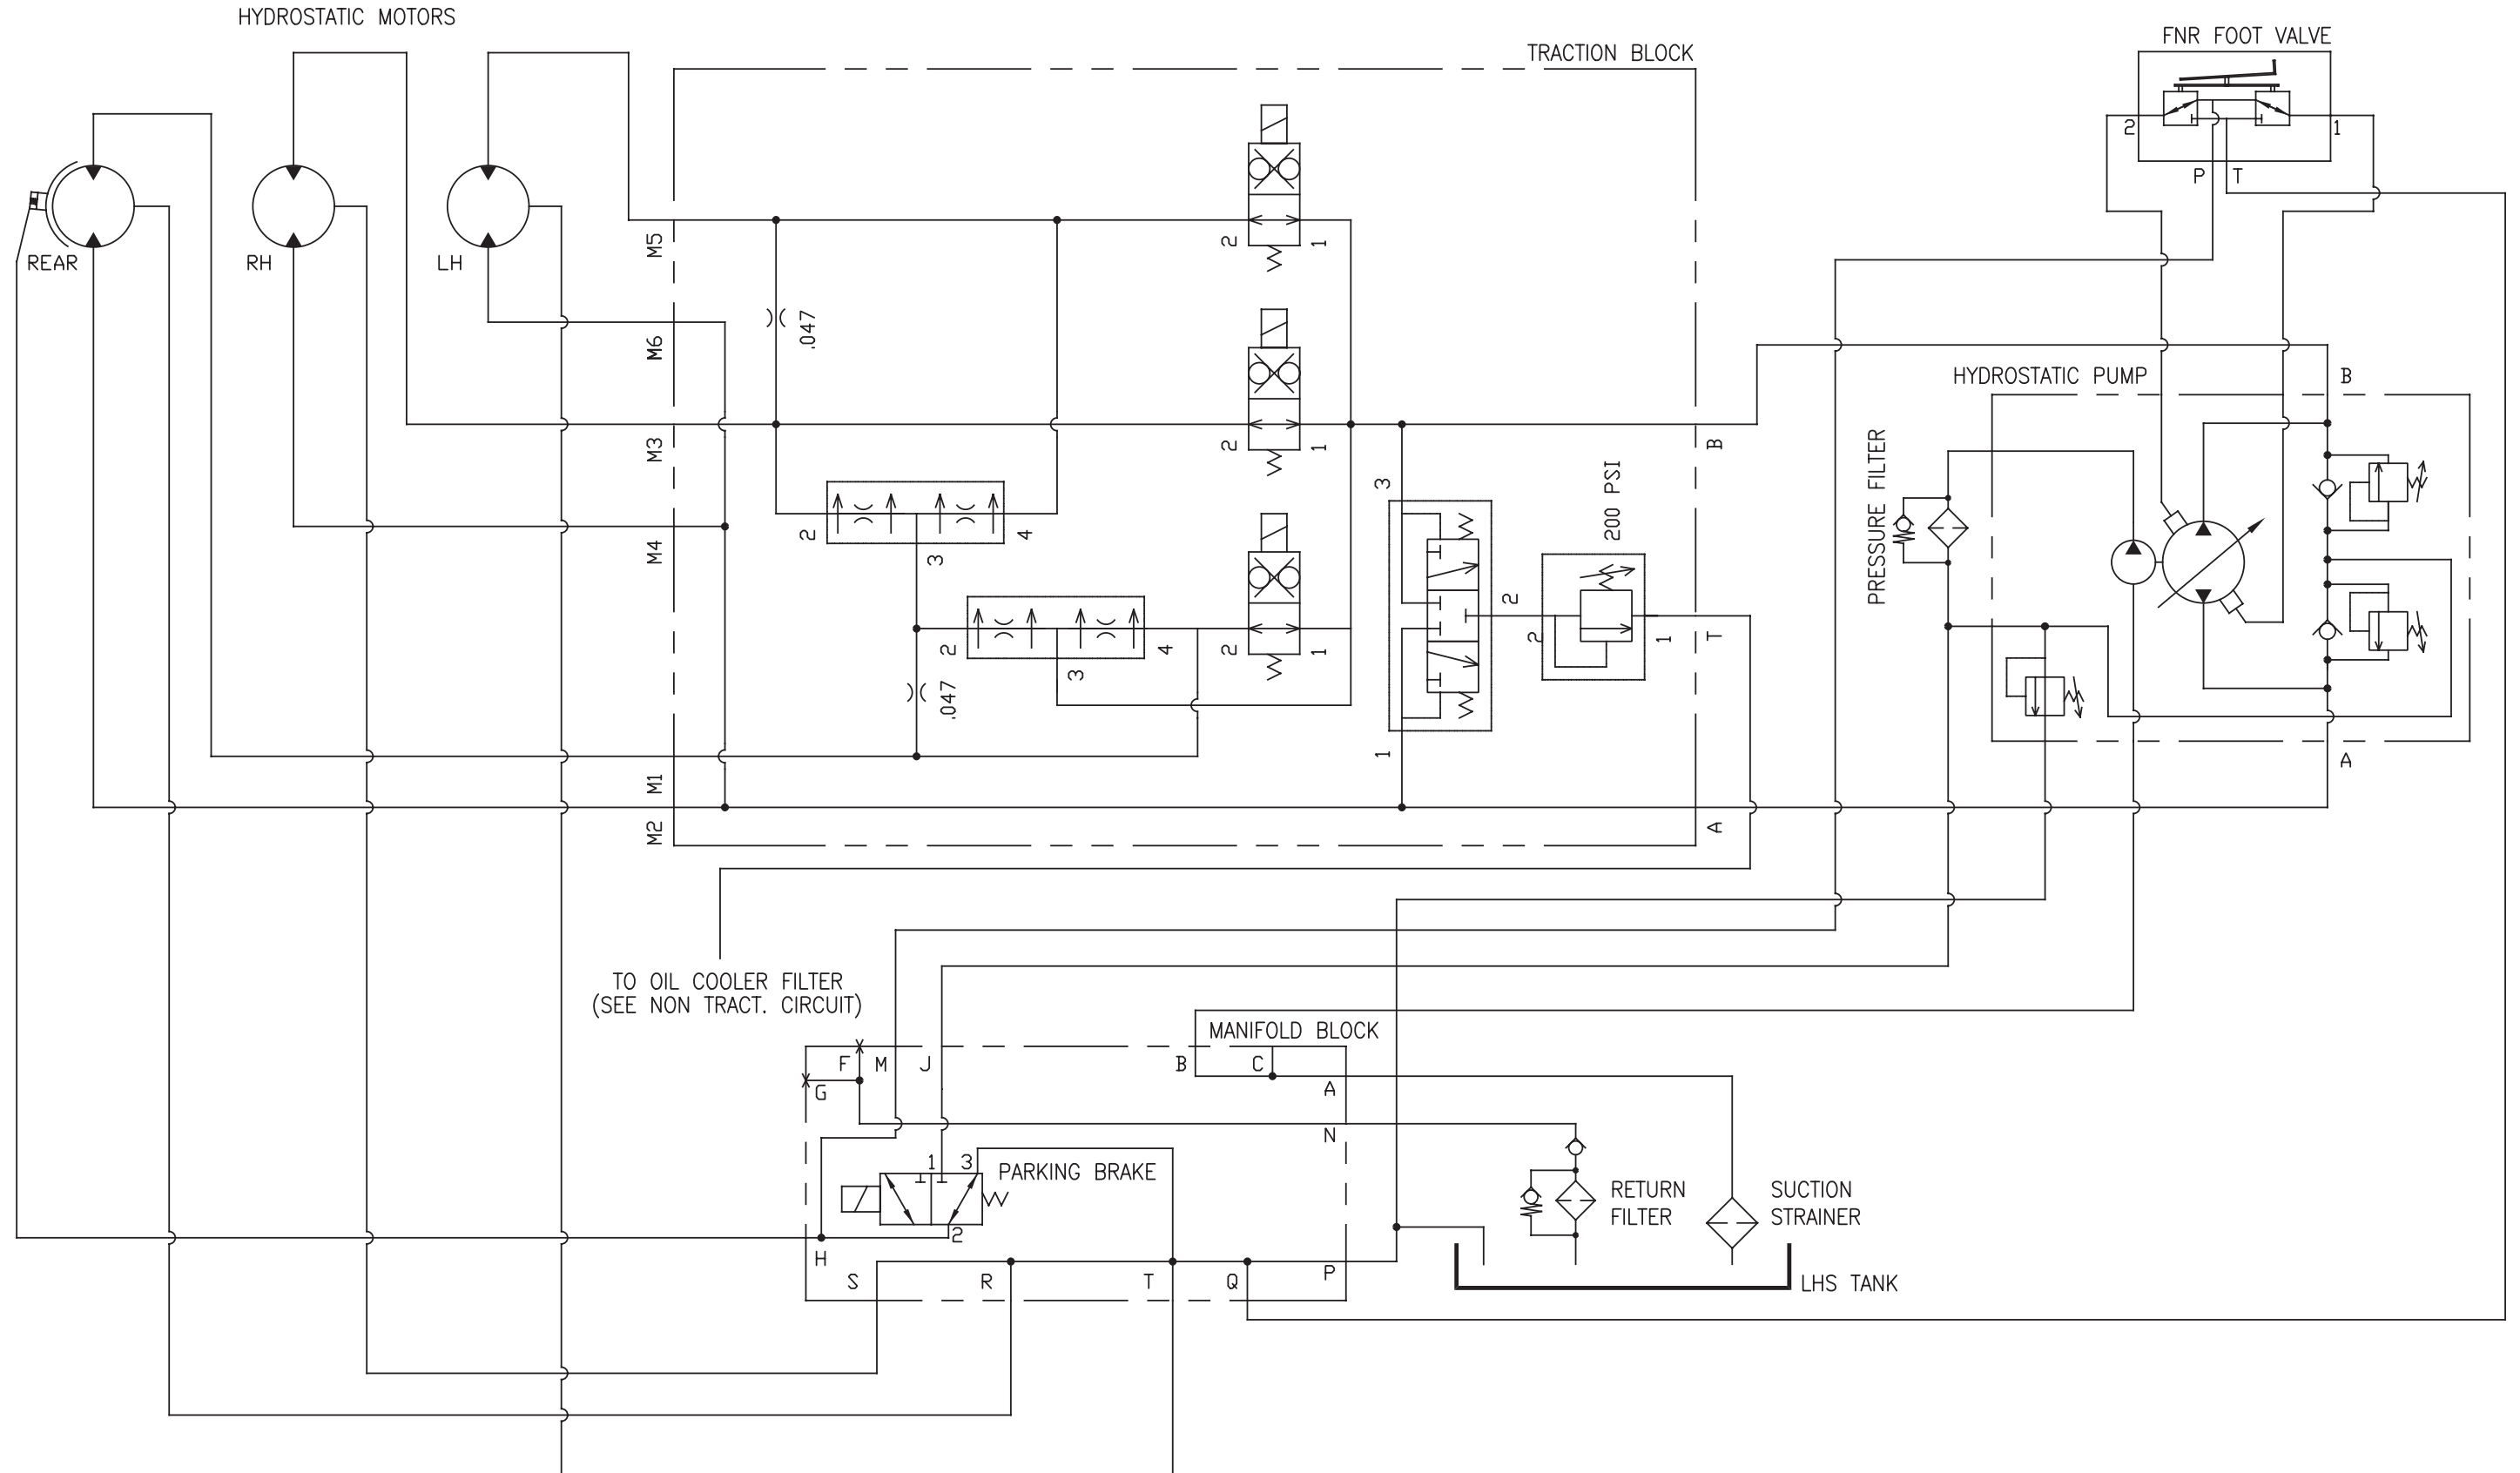 HYDROSTATIC MOTORS
FNR FOOT VALVE
TRACTION BLOCK
2
1
P
T
REAR
RH
LH
M5
2
1
.047
M6
HYDROSTATIC PUMP
B
M3
2
1
B
3
200 PSI
PRESSURE FILTER
2
4
3
M4
2
2
1
T
2
4
2
1
3
.047
1
M1
A
M2
A
TO OIL COOLER FILTER
(SEE NON TRACT. CIRCUIT)
MANIFOLD BLOCK
F
M
J
B
C
G
A
N
1
3
PARKING BRAKE
2
RETURN
FILTER
SUCTION
STRAINER
H
S
R
T
Q
P
LHS TANK